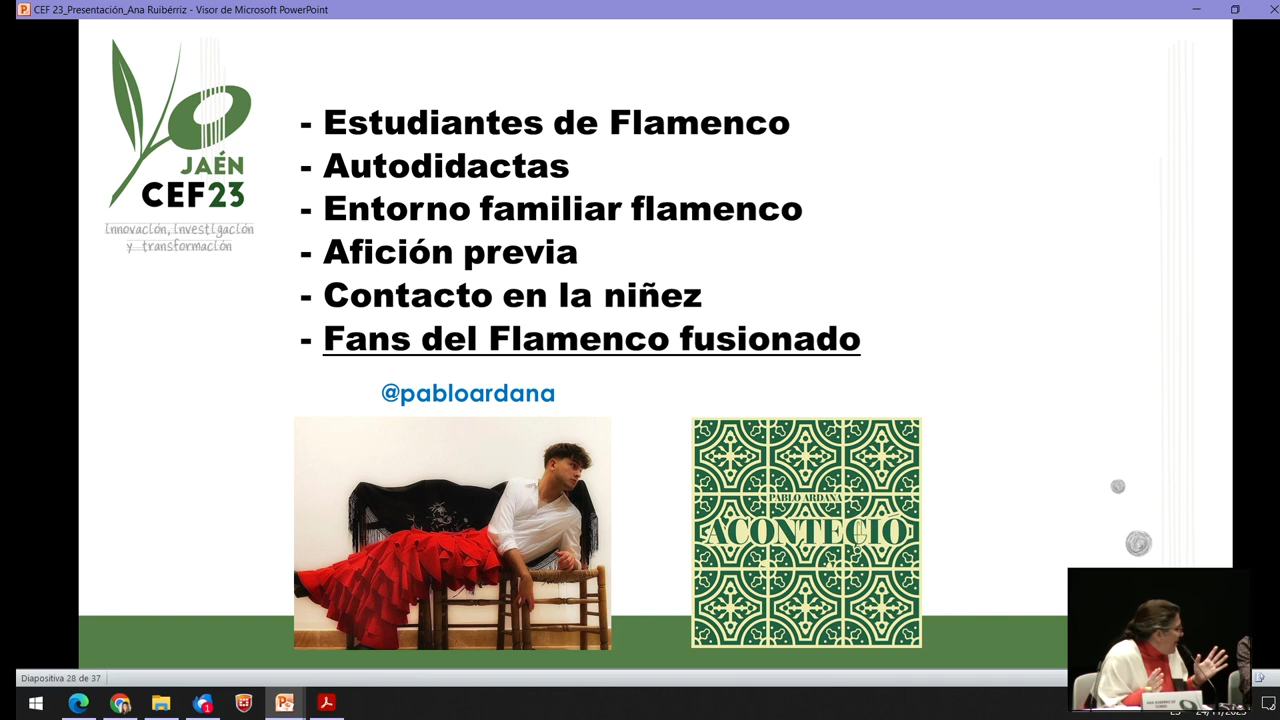 CEF 23_Presentación_Ana Ruibérriz - Visor de Microsoft PowerPoint
JAÉN
CEF23
Innovación, investigación
y transformación
- Estudiantes de Flamenco
- Autodidactas
- Entorno familiar flamenco
- Afición previa
- Contacto en la niñez
- Fans del Flamenco fusionado
@pabloardana
PABLO ARDANA
ACONTECIÓ
Diapositiva 28 de 37